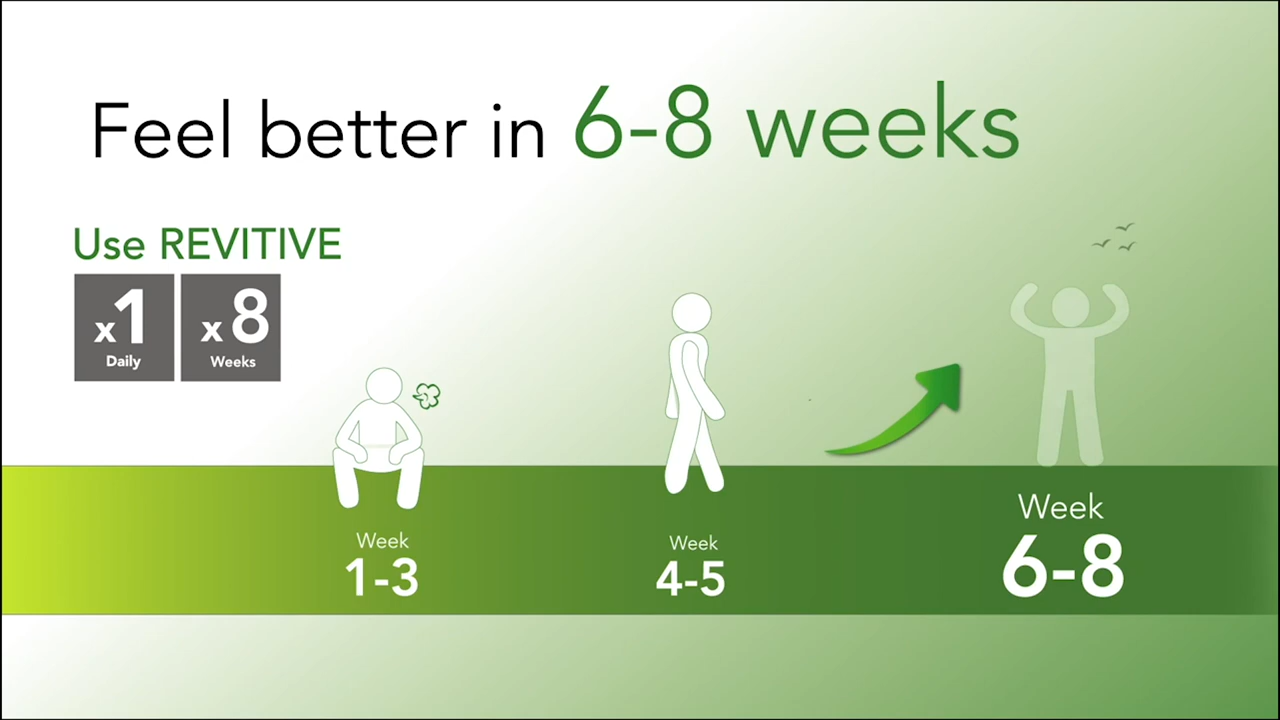 Feel better in 6-8 weeks
Use REVITIVE
x1
Daily
x8
Weeks
Week
1-3
Week
4-5
Week
6-8